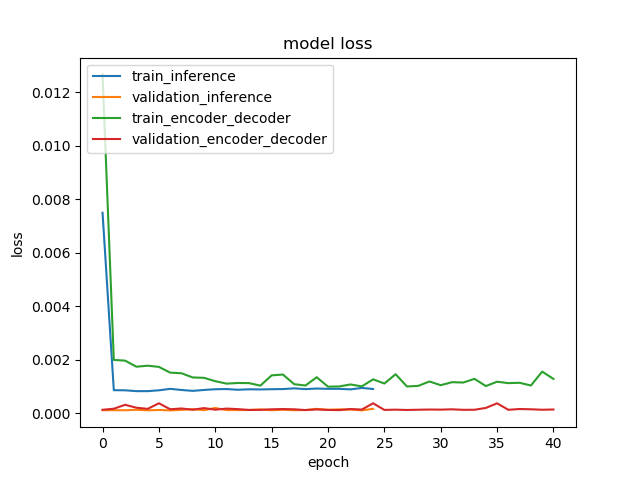 model loss
train_inference
validation_inference
train_encoder_decoder
validation_encoder_decoder
0.012
0.010
0.008
0.006
0.004
0.002
0.000
loss
0 5 10 15 20 25 30 35 40
epoch